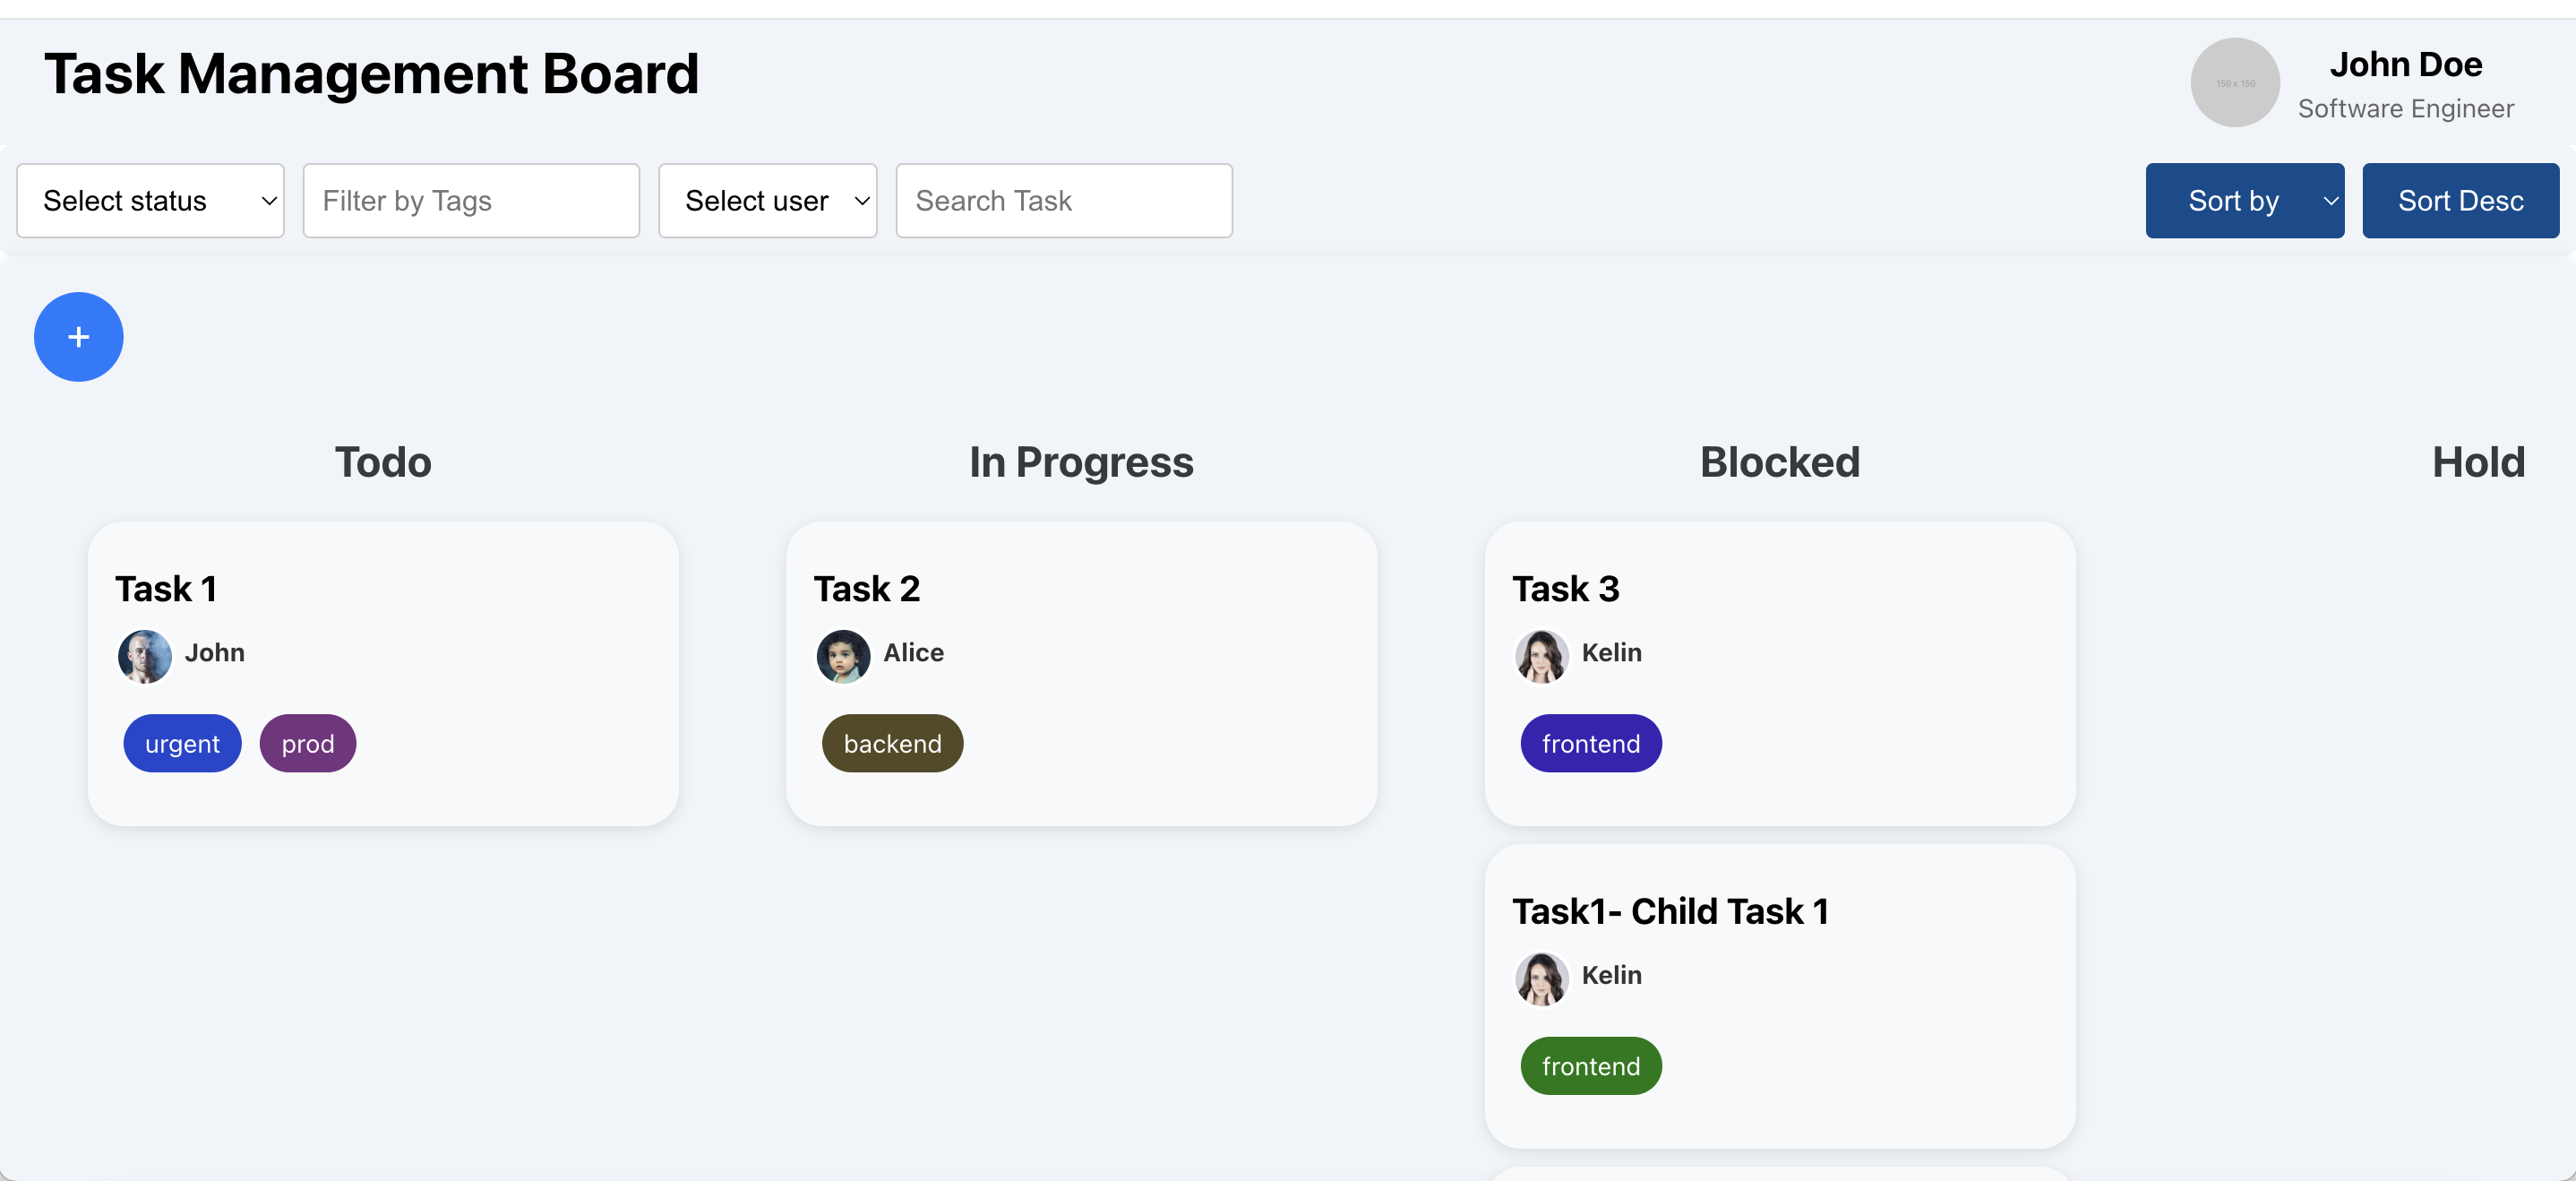 Task Management Board
150 x 150
John Doe
Software Engineer
Select status
Filter by Tags
Select user
Search Task
Sort by
Sort Desc
+
Todo
In Progress
Blocked
Hold
Task 1
John
urgent
prod
Task 2
Alice
backend
Task 3
Kelin
frontend
Task1- Child Task 1
Kelin
frontend